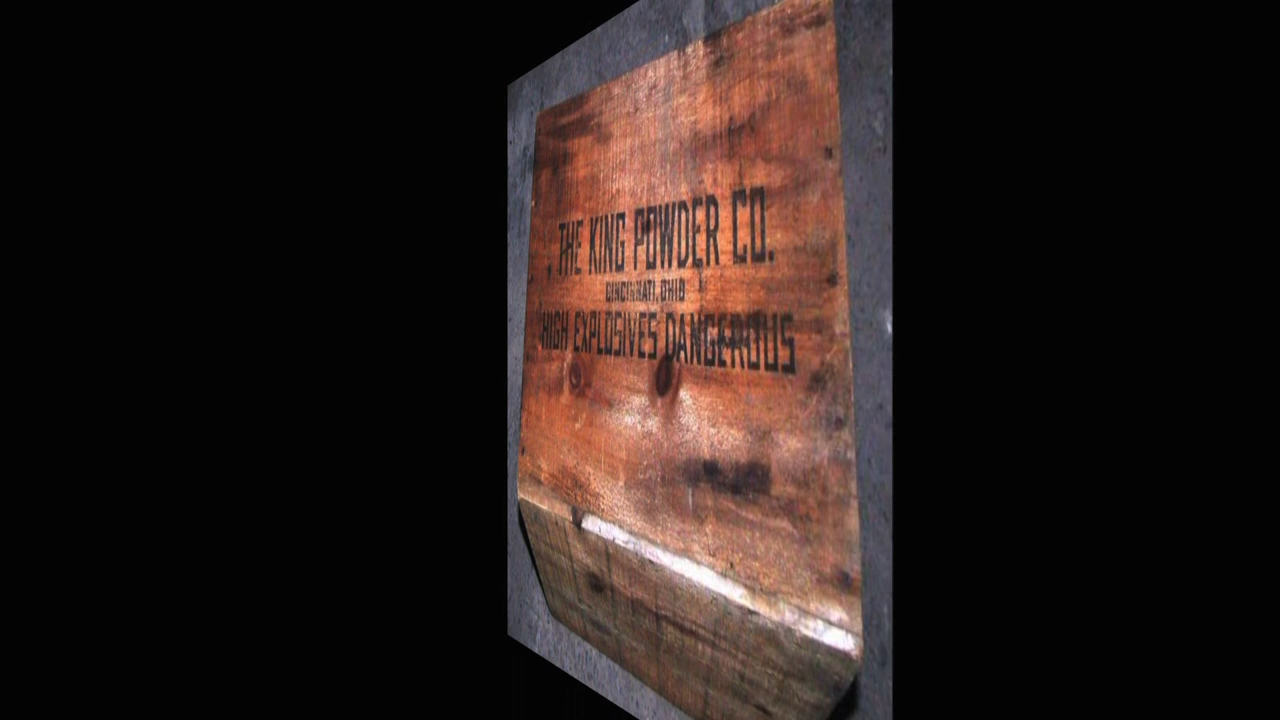 THE KING POWDER CO.
CINCINNATI, OHIO
HIGH EXPLOSIVES DANGEROUS